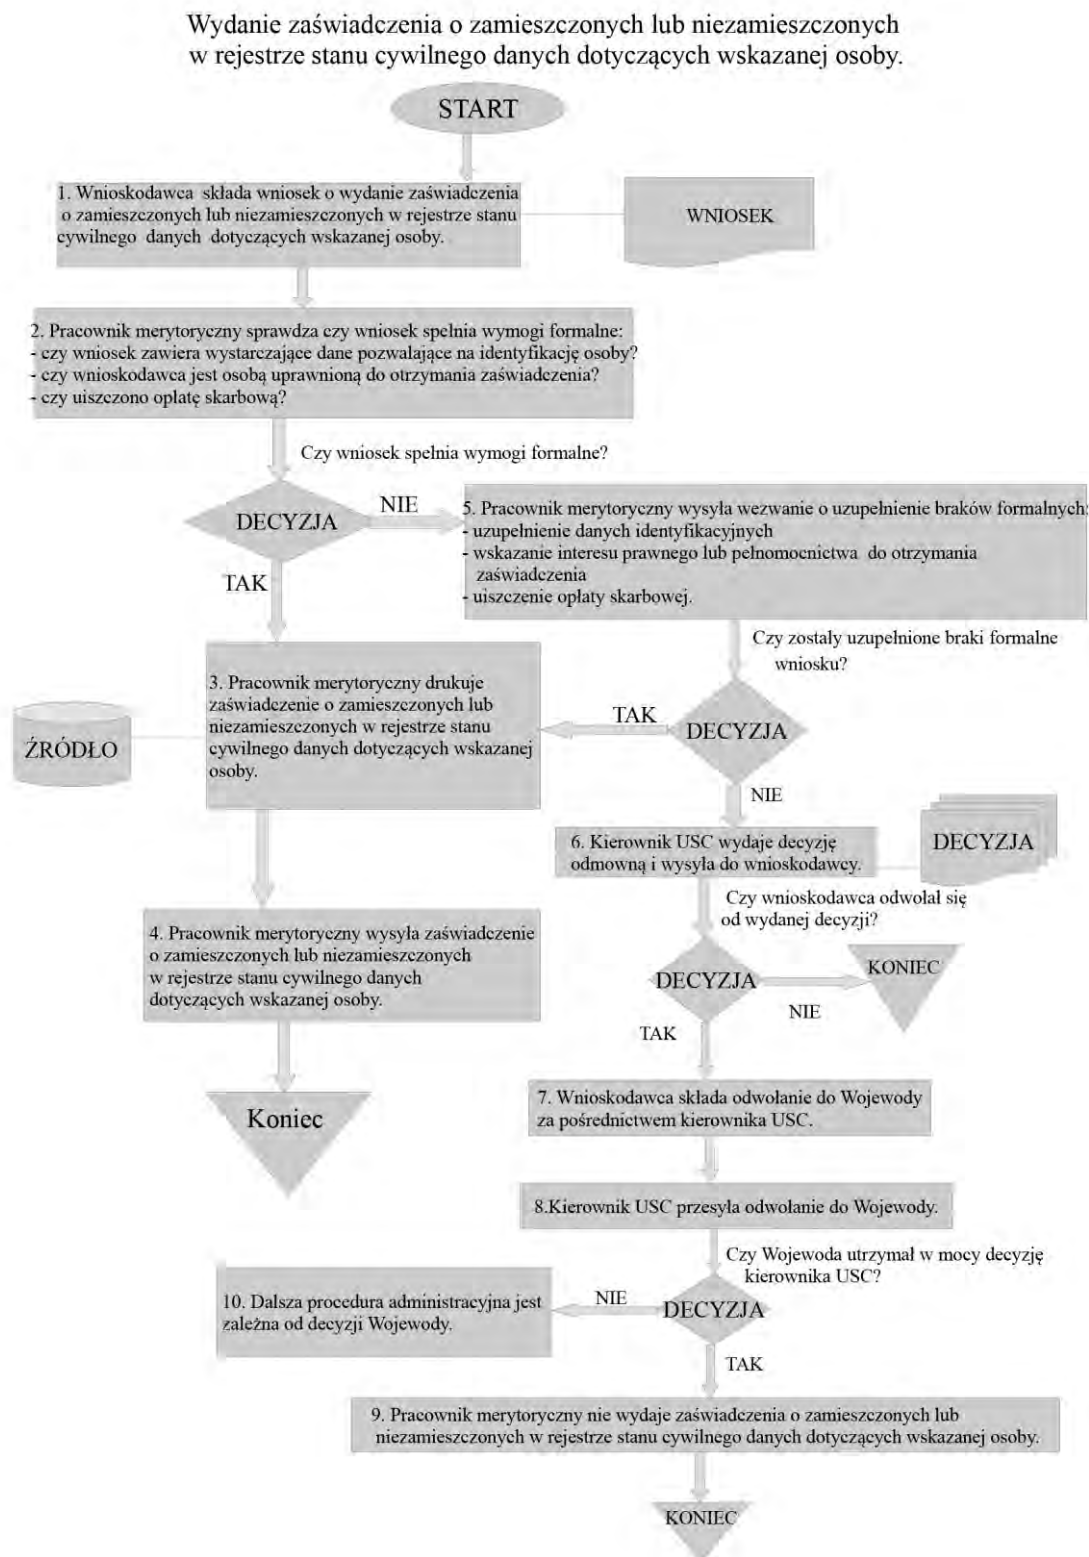 Wydanie zaświadczenia o zamieszczonych lub niezamieszczonych
w rejestrze stanu cywilnego danych dotyczących wskazanej osoby.
START
1. Wnioskodawca składa wniosek o wydanie zaświadczenia
o zamieszczonych lub niezamieszczonych w rejestrze stanu
cywilnego danych dotyczących wskazanej osoby.
WNIOSEK
2. Pracownik merytoryczny sprawdza czy wniosek spełnia wymogi formalne:
- czy wniosek zawiera wystarczające dane pozwalające na identyfikację osoby?
- czy wnioskodawca jest osobą uprawnioną do otrzymania zaświadczenia?
- czy uiszczono opłatę skarbową?
Czy wniosek spełnia wymogi formalne?
DECYZJA
NIE
TAK
5. Pracownik merytoryczny wysyła wezwanie o uzupełnienie braków formalnych:
- uzupełnienie danych identyfikacyjnych
- wskazanie interesu prawnego lub pełnomocnictwa do otrzymania
zaświadczenia
- uiszczenie opłaty skarbowej.
Czy zostały uzupełnione braki formalne
wniosku?
3. Pracownik merytoryczny drukuje
zaświadczenie o zamieszczonych lub
niezamieszczonych w rejestrze stanu
cywilnego danych dotyczących wskazanej
osoby.
ŹRÓDŁO
TAK
DECYZJA
NIE
6. Kierownik USC wydaje decyzję
odmowną i wysyła do wnioskodawcy.
DECYZJA
Czy wnioskodawca odwołał się
od wydanej decyzji?
4. Pracownik merytoryczny wysyła zaświadczenie
o zamieszczonych lub niezamieszczonych
w rejestrze stanu cywilnego danych
dotyczących wskazanej osoby.
DECYZJA
KONIEC
NIE
TAK
Koniec
7. Wnioskodawca składa odwołanie do Wojewody
za pośrednictwem kierownika USC.
8.Kierownik USC przesyła odwołanie do Wojewody.
Czy Wojewoda utrzymał w mocy decyzję
kierownika USC?
10. Dalsza procedura administracyjna jest
zależna od decyzji Wojewody.
NIE
DECYZJA
TAK
9. Pracownik merytoryczny nie wydaje zaświadczenia o zamieszczonych lub
niezamieszczonych w rejestrze stanu cywilnego danych dotyczących wskazanej osoby.
KONIEC